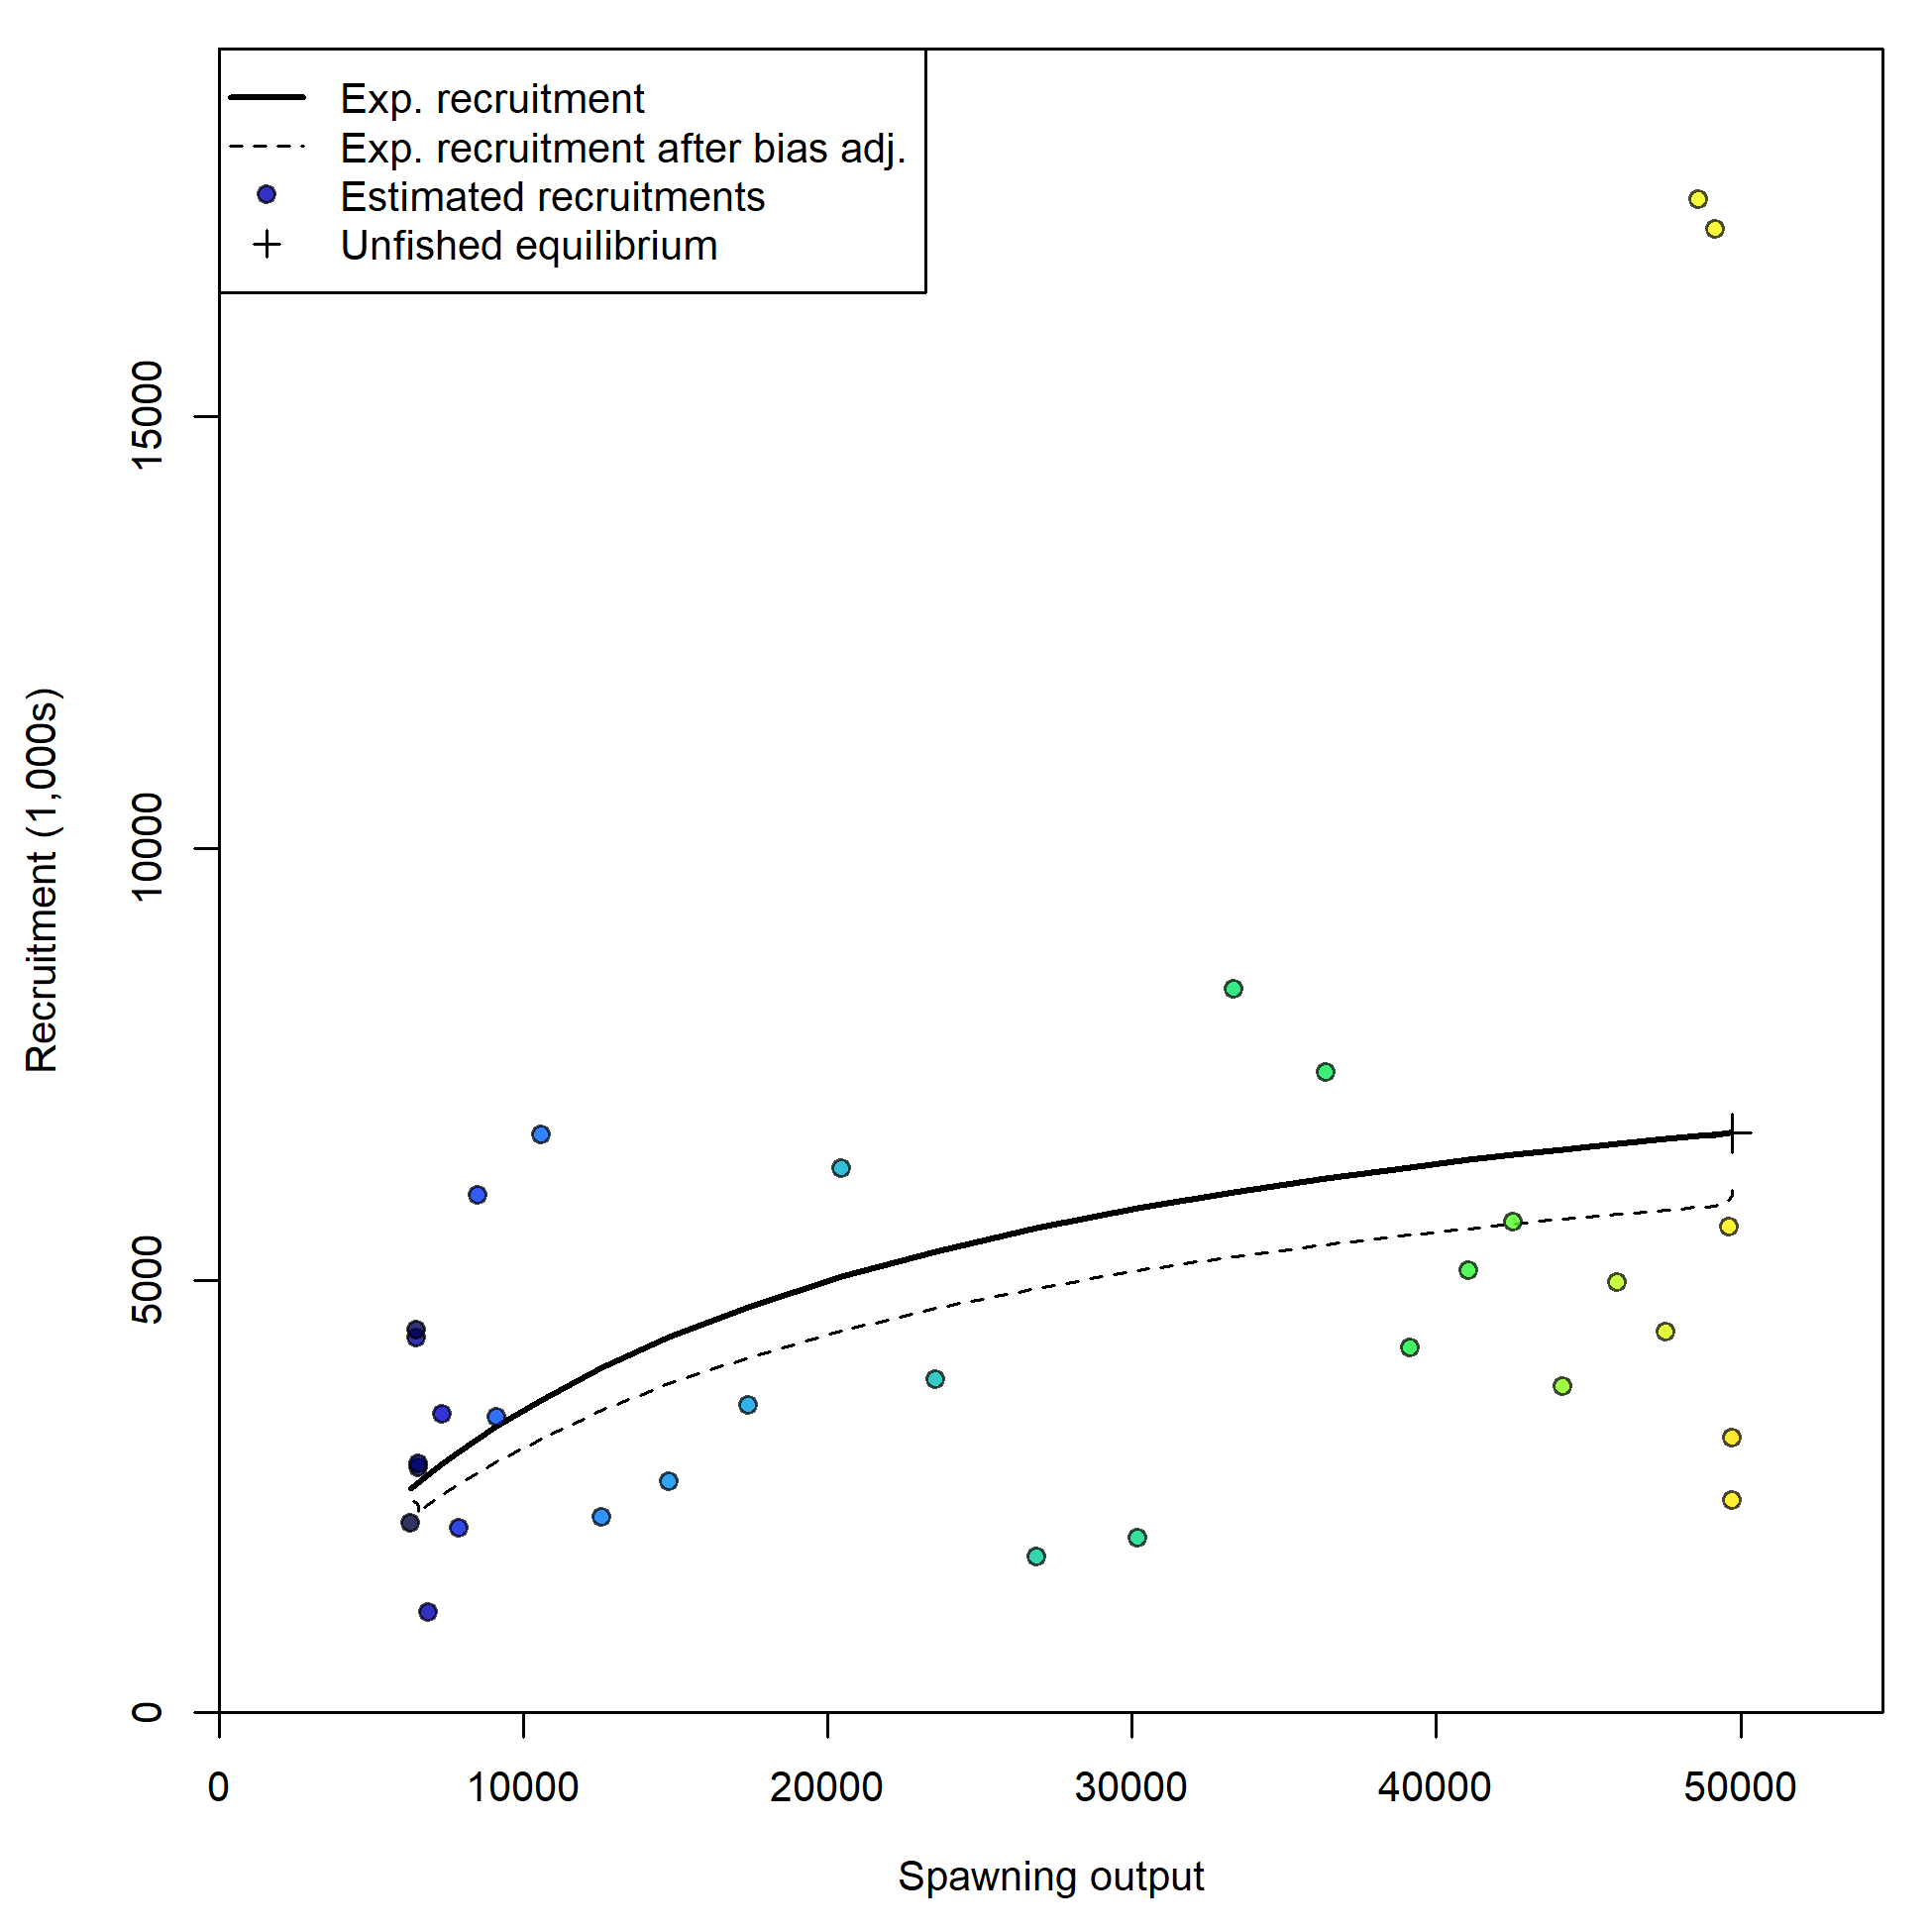 Exp. recruitment
Exp. recruitment after bias adj.
Estimated recruitments
Unfished equilibrium
15000
10000
5000
0
Recruitment (1,000s)
0 10000 20000 30000 40000 50000
Spawning output